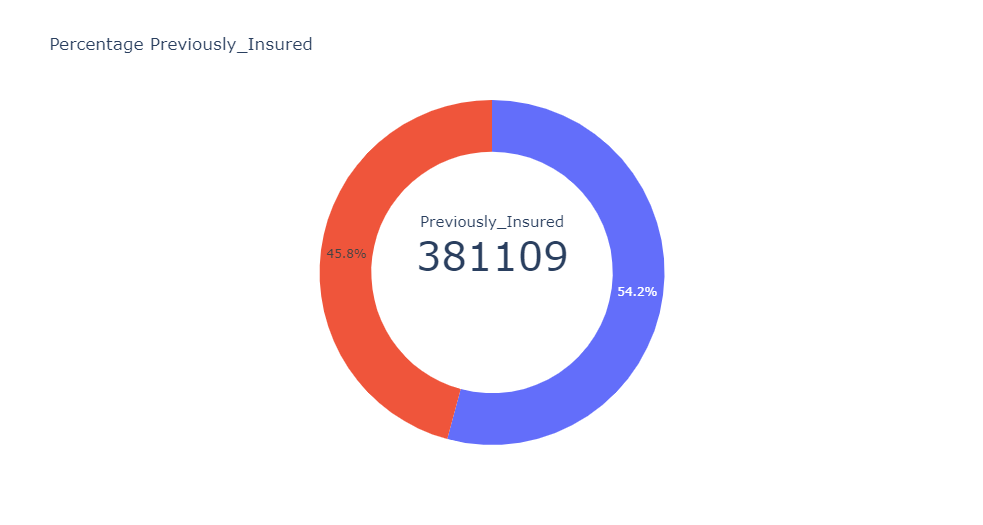 Percentage Previously_Insured
Previously_Insured
381109
45.8%
54.2%